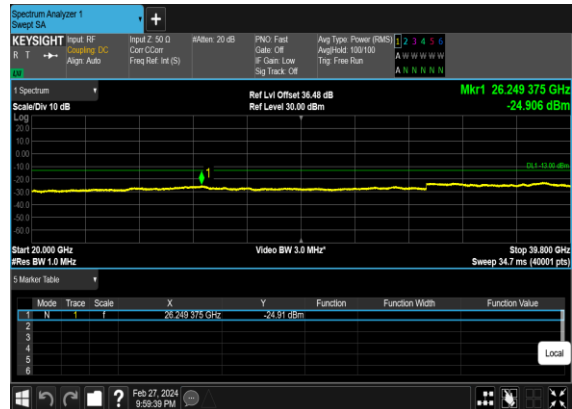 Spectrum Analyzer 1
Swept SA
+
KEYSIGHT Input: RF Input Z: 50 Ω #Atten: 20 dB PNO: Fast Avg Type: Power (RMS) 1 2 3 4 5 6
R T Coupling: DC Corr CCorr Gate: Off Avg|Hold: 100/100 A W W W W W
Align: Auto Freq Ref: Int (S) IF Gain: Low Trig: Free Run
Sig Track: Off A N N N N N
1 Spectrum Ref Lvl Offset 36.48 dB Mkr1 26.249 375 GHz
Scale/Div 10 dB Ref Level 30.00 dBm -24.906 dBm
Log
20.0
10.0
0.00
-10.0
DL1 -13.00 dBm
1
-20.0
-30.0
-40.0
-50.0
-60.0
Start 20.000 GHz Video BW 3.0 MHz* Stop 39.800 GHz
#Res BW 1.0 MHz Sweep 34.7 ms (40001 pts)
5 Marker Table
Mode Trace Scale X Y Function Function Width Function Value
1 N 1 f 26.249 375 GHz -24.91 dBm
2
3
4
5
6
Local
? Feb 27, 2024
9:59:39 PM